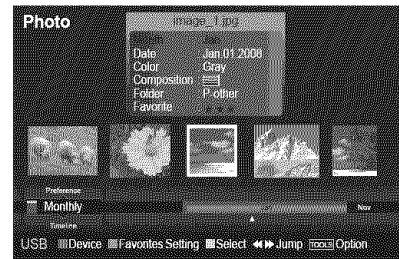 Photo
image_1.jpg
Date Jan.01.2008
Color Gray
Composition
Folder P other
Favorite
Preference
Monthly Nov
Timeline
USB Device Favorites Setting Select Jump TOOLS Option